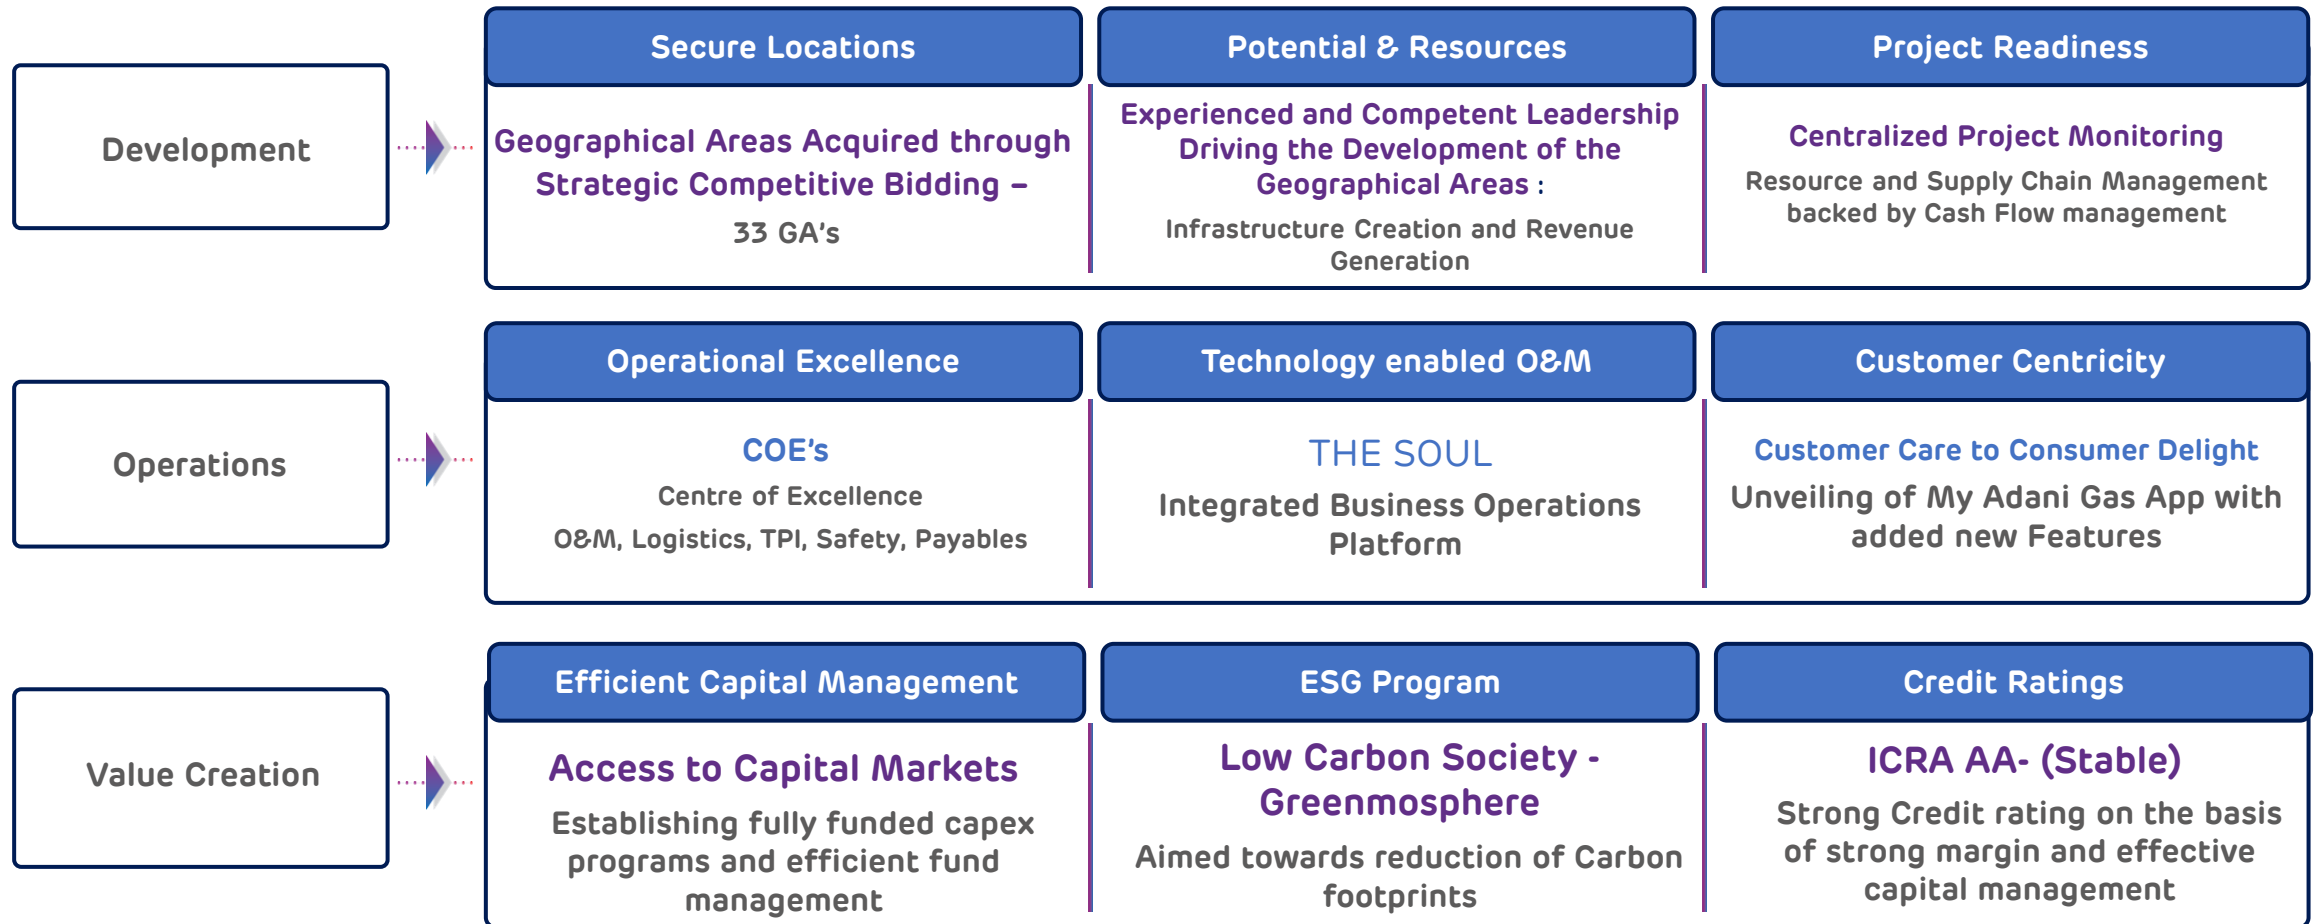 Development
Secure Locations
Geographical Areas Acquired through
Strategic Competitive Bidding –
33 GA's
Potential & Resources
Experienced and Competent Leadership
Driving the Development of the
Geographical Areas :
Infrastructure Creation and Revenue
Generation
Project Readiness
Centralized Project Monitoring
Resource and Supply Chain Management
backed by Cash Flow management
Operations
Operational Excellence
COE's
Centre of Excellence
O&M, Logistics, TPI, Safety, Payables
Technology enabled O&M
THE SOUL
Integrated Business Operations
Platform
Customer Centricity
Customer Care to Consumer Delight
Unveiling of My Adani Gas App with
added new Features
Value Creation
Efficient Capital Management
Access to Capital Markets
Establishing fully funded capex
programs and efficient fund
management
ESG Program
Low Carbon Society -
Greenmosphere
Aimed towards reduction of Carbon
footprints
Credit Ratings
ICRA AA- (Stable)
Strong Credit rating on the basis
of strong margin and effective
capital management